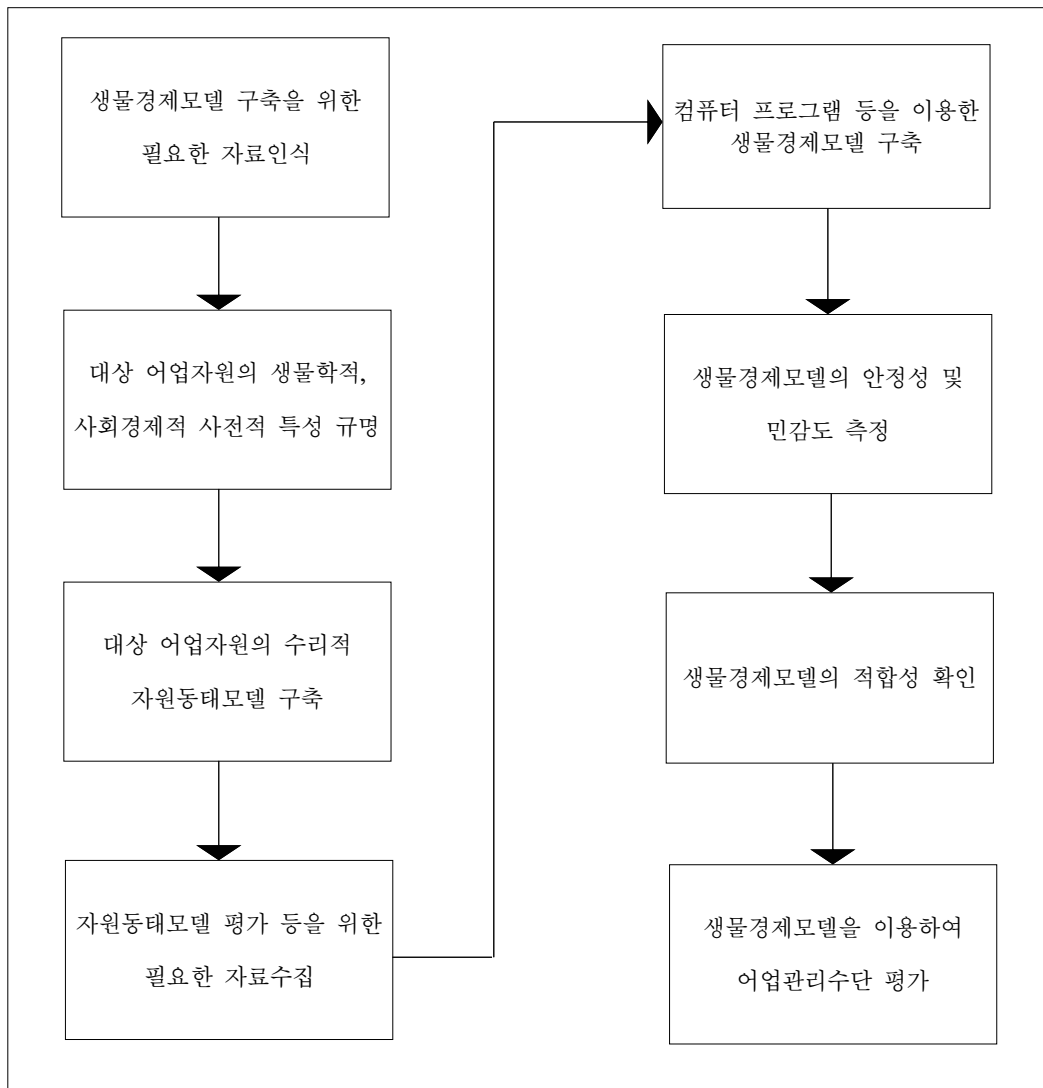 생물경제모델 구축을 위한
필요한 자료인식
대상 어업자원의 생물학적,
사회경제적 사전적 특성 규명
대상 어업자원의 수리적
자원동태모델 구축
자원동태모델 평가 등을 위한
필요한 자료수집
컴퓨터 프로그램 등을 이용한
생물경제모델 구축
생물경제모델의 안정성 및
민감도 측정
생물경제모델의 적합성 확인
생물경제모델을 이용하여
어업관리수단 평가